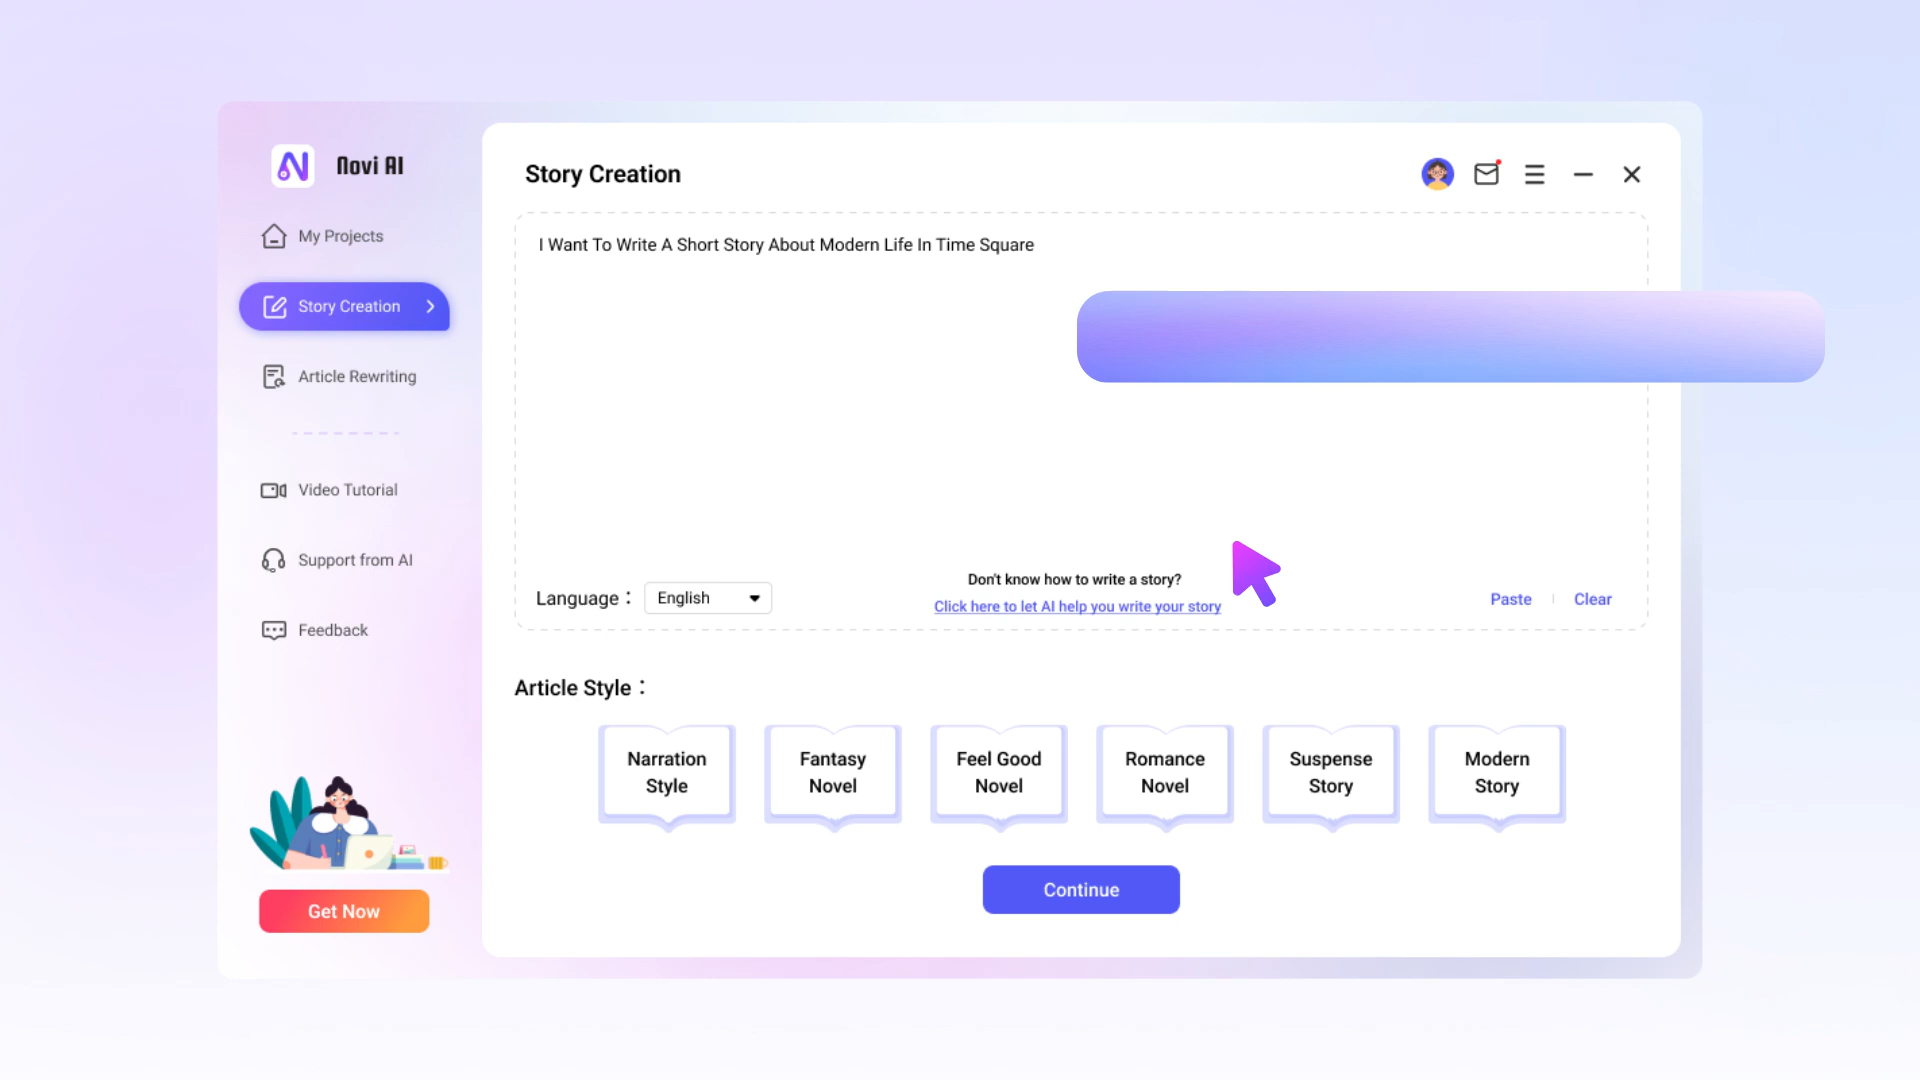 Novi AI
My Projects
Story Creation
Article Rewriting
Video Tutorial
Support from AI
Feedback
Get Now
Story Creation
I Want To Write A Short Story About Modern Life In Time Square
Language：
English
Don't know how to write a story?
Click here to let AI help you write your story
Paste
Clear
Article Style：
Narration
Style
Fantasy
Novel
Feel Good
Novel
Romance
Novel
Suspense
Story
Modern
Story
Continue